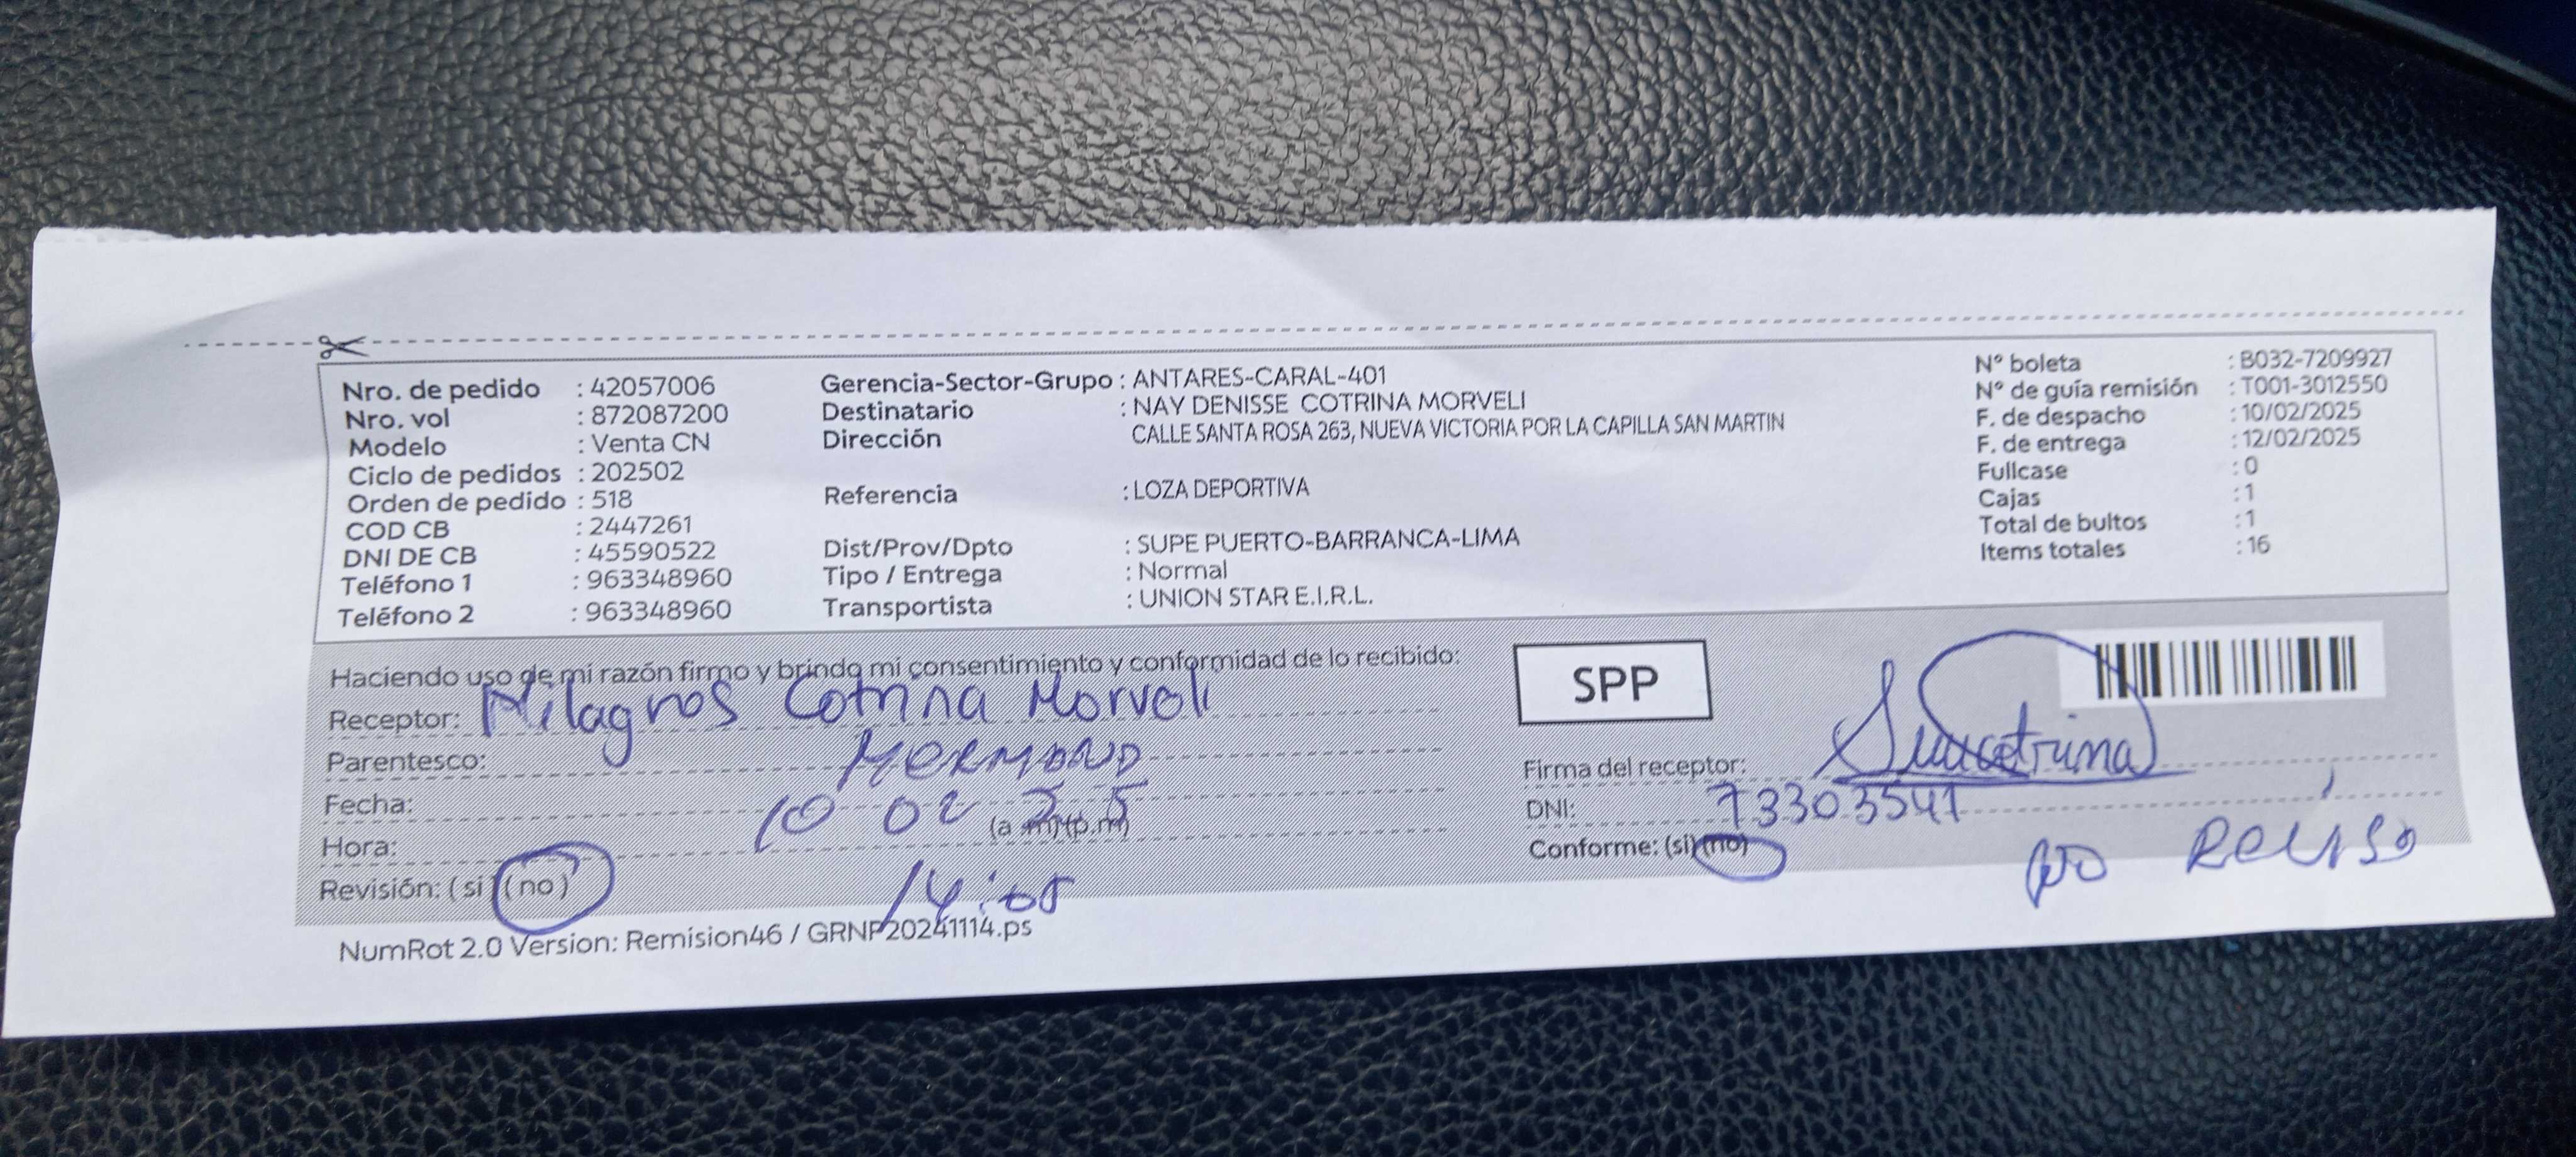 Nro. de pedido : 42057006
Nro. vol : 872087200
Modelo : Venta CN
Ciclo de pedidos : 202502
Orden de pedido : 518
COD CB : 2447261
DNI DE CB : 45590522
Teléfono 1 : 963348960
Teléfono 2 : 963348960
Gerencia-Sector-Grupo : ANTARES-CARAL-401
Destinatario : NAY DENISSE COTRINA MORVELI
Dirección CALLE SANTA ROSA 263, NUEVA VICTORIA POR LA CAPILLA SAN MARTIN
Referencia : LOZA DEPORTIVA
Dist/Prov/Dpto : SUPE PUERTO-BARRANCA-LIMA
Tipo / Entrega : Normal
Transportista : UNION STAR E.I.R.L.
N° boleta : B032-7209927
N° de guía remisión : T001-3012550
F. de despacho : 10/02/2025
F. de entrega : 12/02/2025
Fullcase : 0
Cajas : 1
Total de bultos : 1
Items totales : 16
Haciendo uso de mi razón firmo y brindo mi consentimiento y conformidad de lo recibido:
Receptor: Milagros Cotrina Morveli
Parentesco: HERMANO
Fecha: 10 02 25
Hora: (a.m)(p.m)
Revisión: (si)(no)
SPP
Firma del receptor:
DNI: 73303541
Conforme: (si)(no)
NO REVISO
NumRot 2.0 Version: Remision46 / GRNP20241114.ps